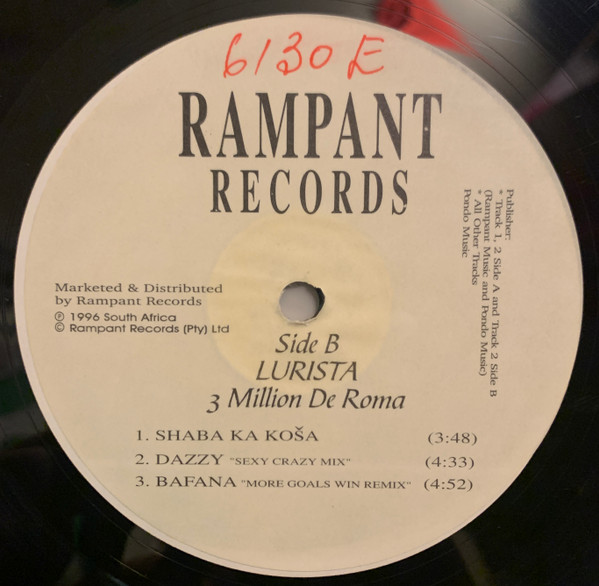 6130E
RAMPANT
RECORDS
Publisher:
* Track 1, 2 Side A and Track 2 Side B
(Rampant Music and Pondo Music)
* All Other Tracks
Pondo Music
Marketed & Distributed
by Rampant Records
℗ 1996 South Africa
© Rampant Records (Pty) Ltd
Side B
LURISTA
3 Million De Roma
1. SHABA KA KOŠA (3:48)
2. DAZZY "SEXY CRAZY MIX" (4:33)
3. BAFANA "MORE GOALS WIN REMIX" (4:52)